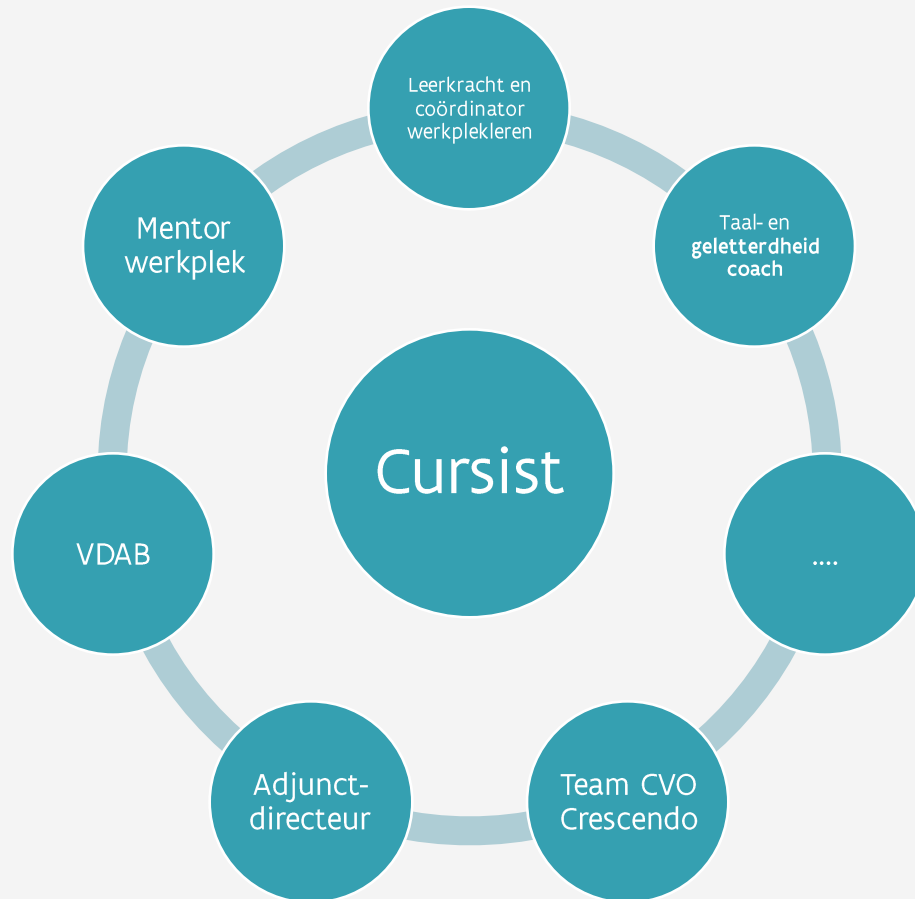 Leerkracht en
coördinator
werkplekleren
Taal- en
geletterdheid
coach
....
Team CVO
Crescendo
Adjunct-
directeur
VDAB
Mentor
werkplek
Cursist